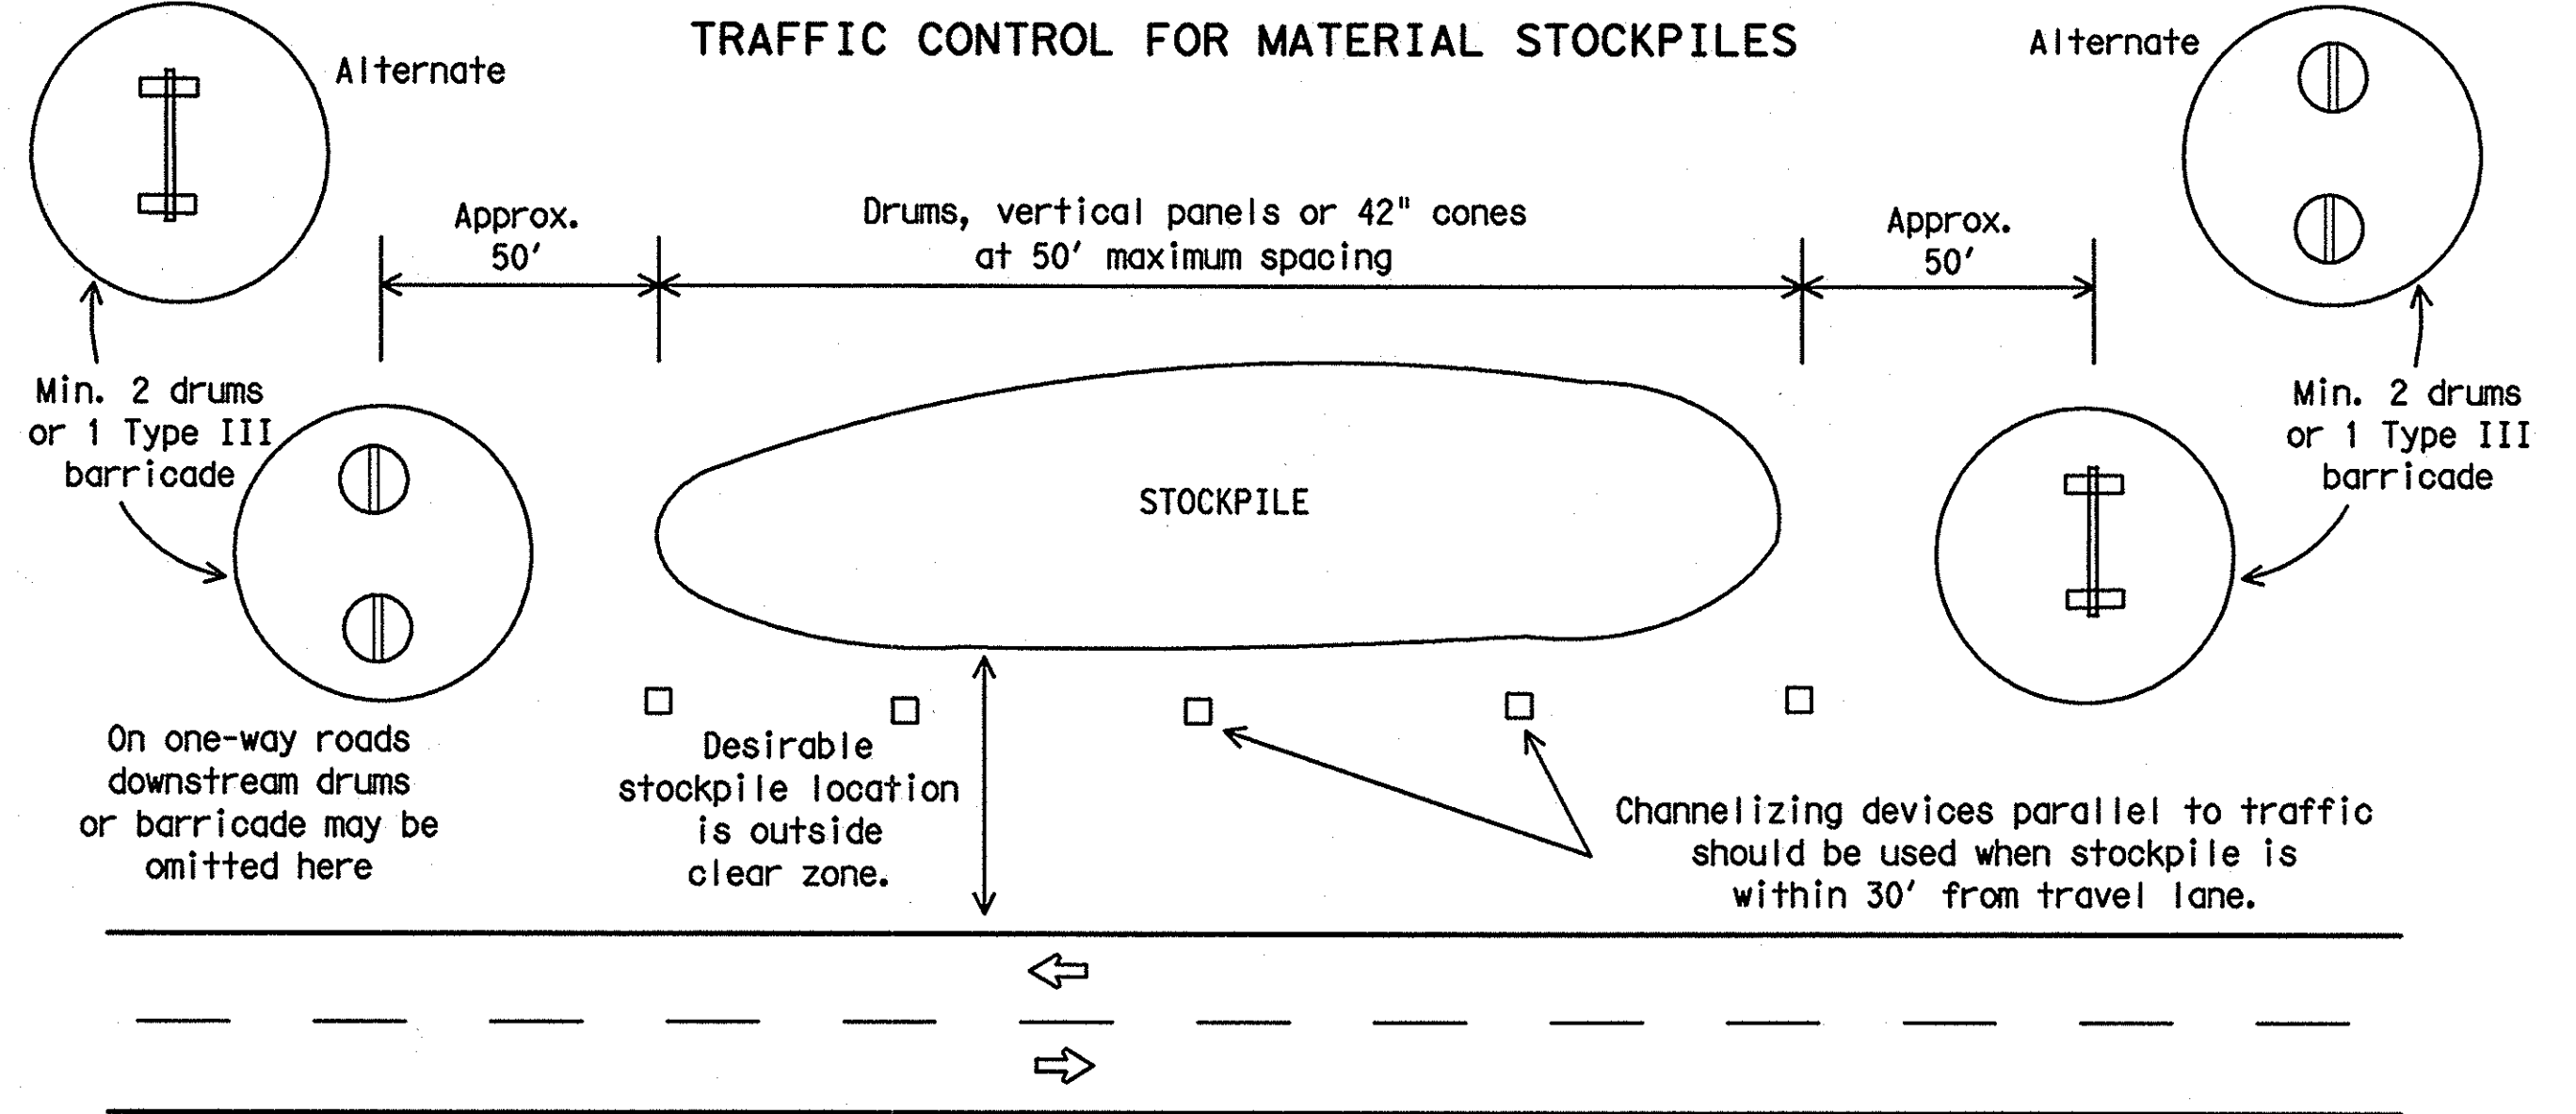 TRAFFIC CONTROL FOR MATERIAL STOCKPILES
Alternate
Alternate
Approx.
50'
Drums, vertical panels or 42" cones
at 50' maximum spacing
Approx.
50'
Min. 2 drums
or 1 Type III
barricade
Min. 2 drums
or 1 Type III
barricade
STOCKPILE
On one-way roads
downstream drums
or barricade may be
omitted here
Desirable
stockpile location
is outside
clear zone.
Channelizing devices parallel to traffic
should be used when stockpile is
within 30' from travel lane.